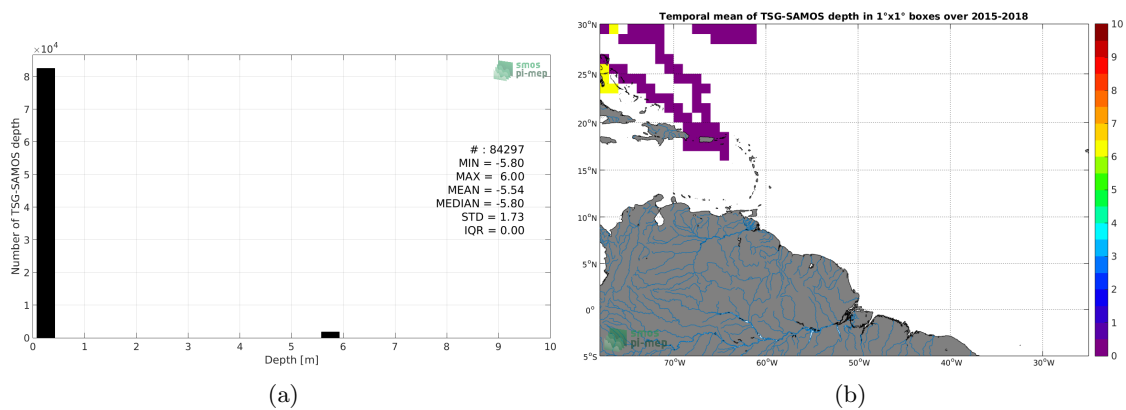 ×10⁴
9
8
7
6
5
4
3
2
1
0
Number of TSG-SAMOS depth
0 1 2 3 4 5 6 7 8 9 10
Depth [m]
smos
pi-mep
# : 84297
MIN = -5.80
MAX = 6.00
MEAN = -5.54
MEDIAN = -5.80
STD = 1.73
IQR = 0.00
(a)
Temporal mean of TSG-SAMOS depth in 1°x1° boxes over 2015-2018
30°N
25°N
20°N
15°N
10°N
5°N
0°
5°S
70°W 60°W 50°W 40°W 30°W
smos
pi-mep
10
9
8
7
6
5
4
3
2
1
0
(b)